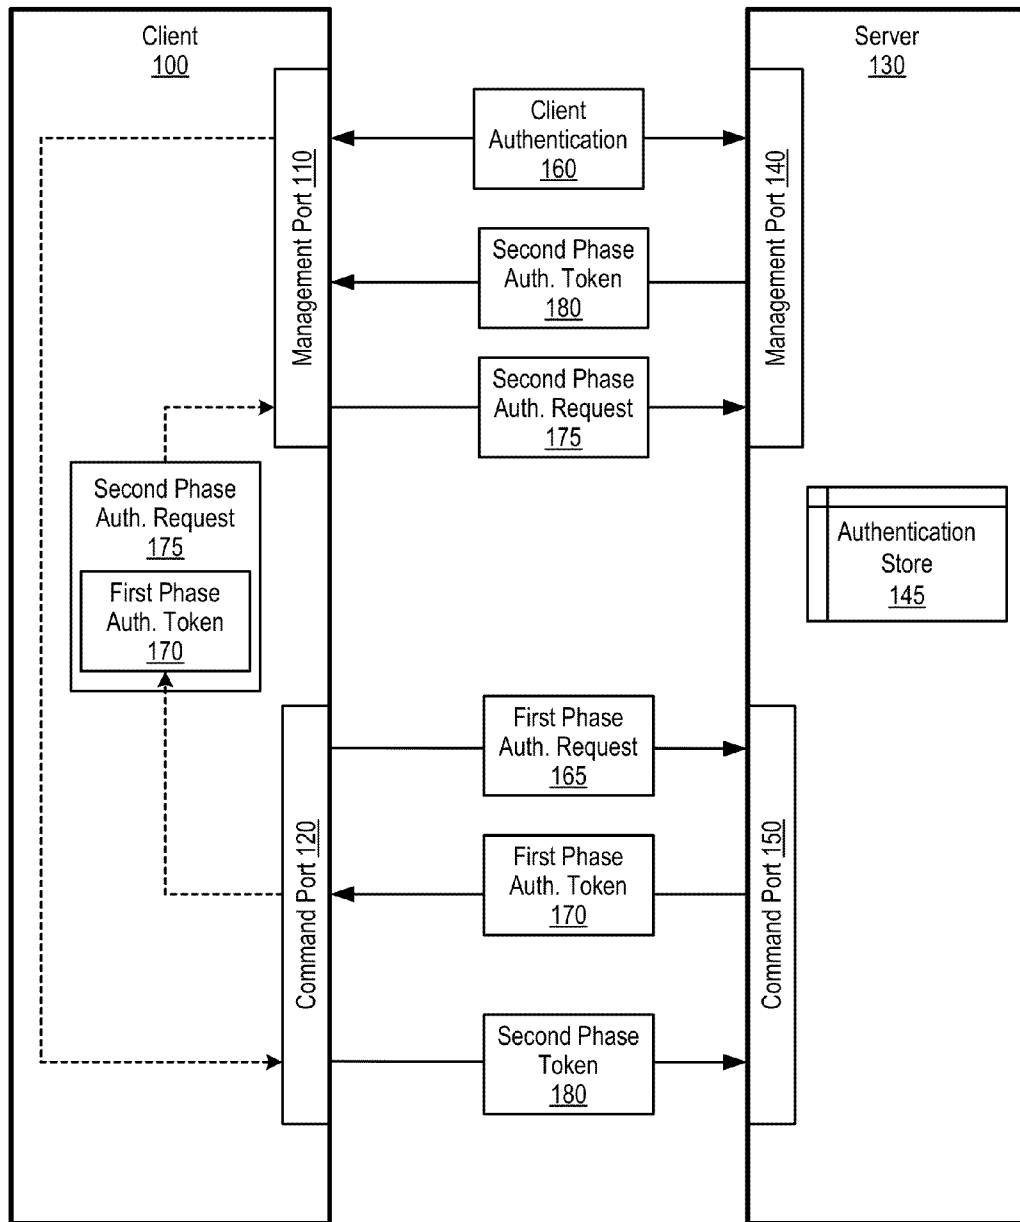 Client
100
Server
130
Management Port 110
Client
Authentication
160
Management Port 140
Second Phase
Auth. Token
180
Second Phase
Auth. Request
175
Second Phase
Auth. Request
175
First Phase
Auth. Token
170
Authentication
Store
145
Command Port 120
First Phase
Auth. Request
165
Command Port 150
First Phase
Auth. Token
170
Second Phase
Token
180